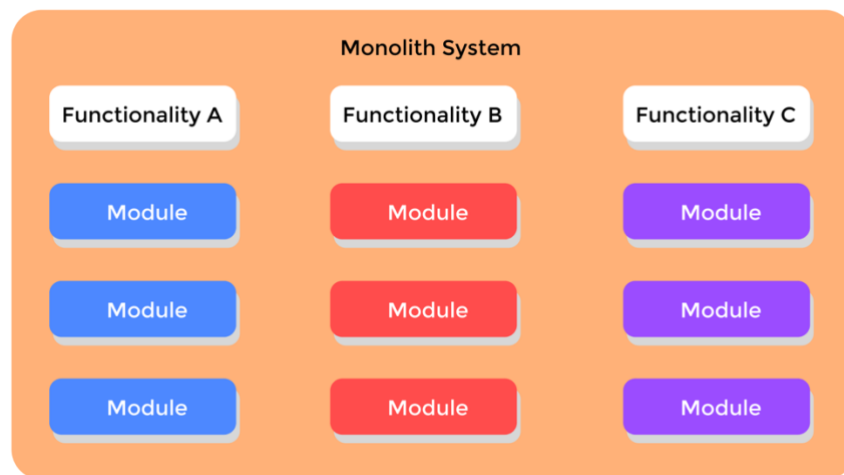 Monolith System
Functionality A
Functionality B
Functionality C
Module
Module
Module
Module
Module
Module
Module
Module
Module